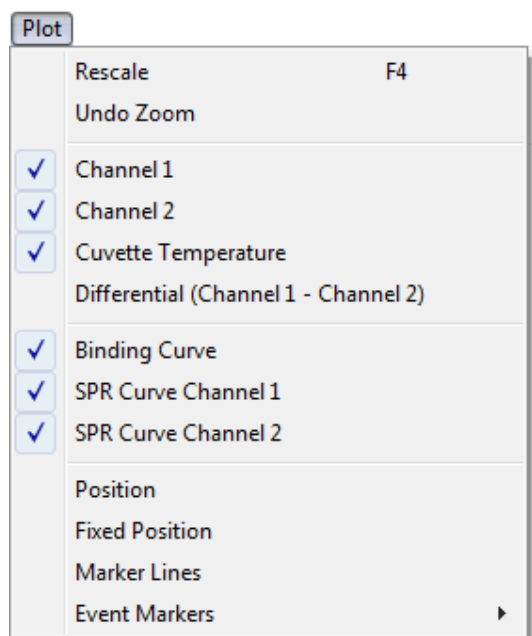 Plot
Rescale F4
Undo Zoom
Channel 1
Channel 2
Cuvette Temperature
Differential (Channel 1 - Channel 2)
Binding Curve
SPR Curve Channel 1
SPR Curve Channel 2
Position
Fixed Position
Marker Lines
Event Markers